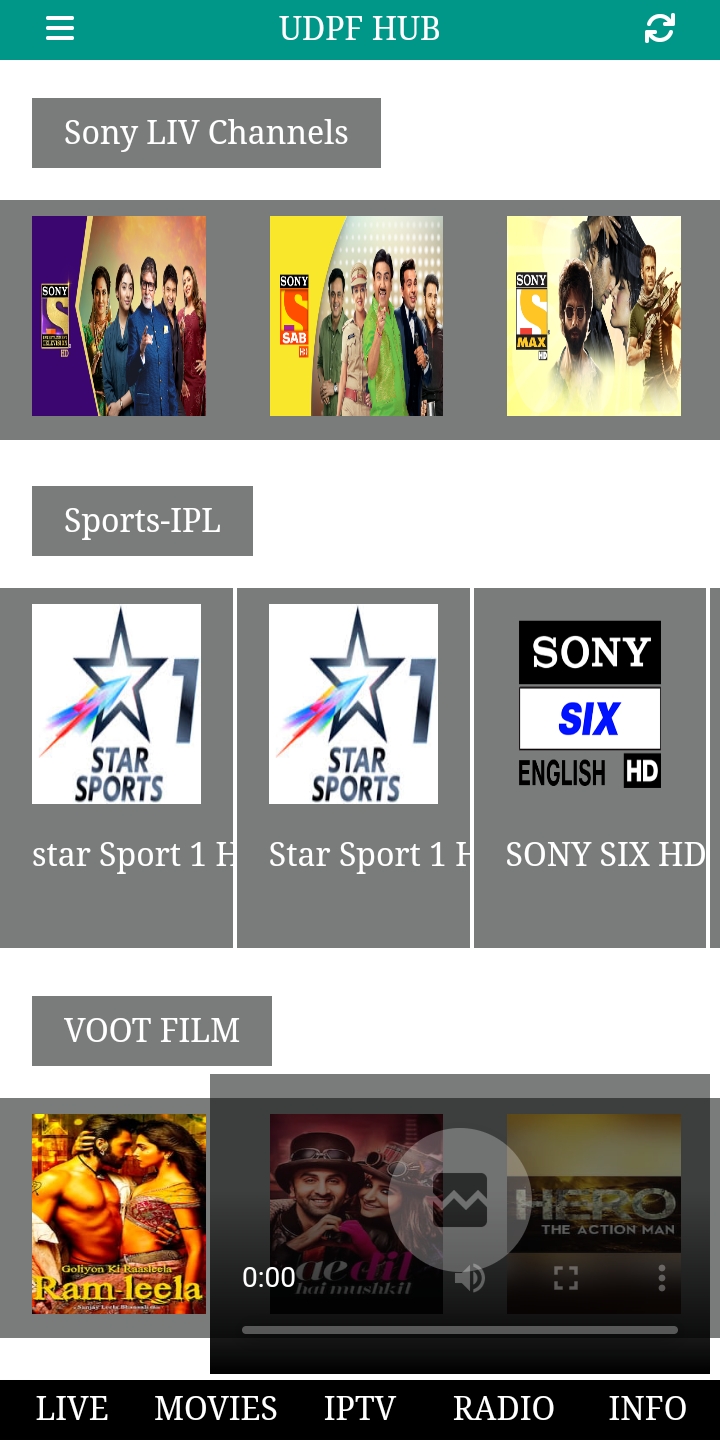 UDPF HUB
Sony LIV Channels
SONY
HD
SONY
SAB
SONY
MAX
HD
Sports-IPL
1
STAR
SPORTS
star Sport 1 H
1
STAR
SPORTS
Star Sport 1 H
SONY
SIX
ENGLISH HD
SONY SIX HD
VOOT FILM
Goliyon Ki Raasleela
Ram-leela
ae dil
hai mushkil
HERO
THE ACTION MAN
0:00
LIVE MOVIES IPTV RADIO INFO